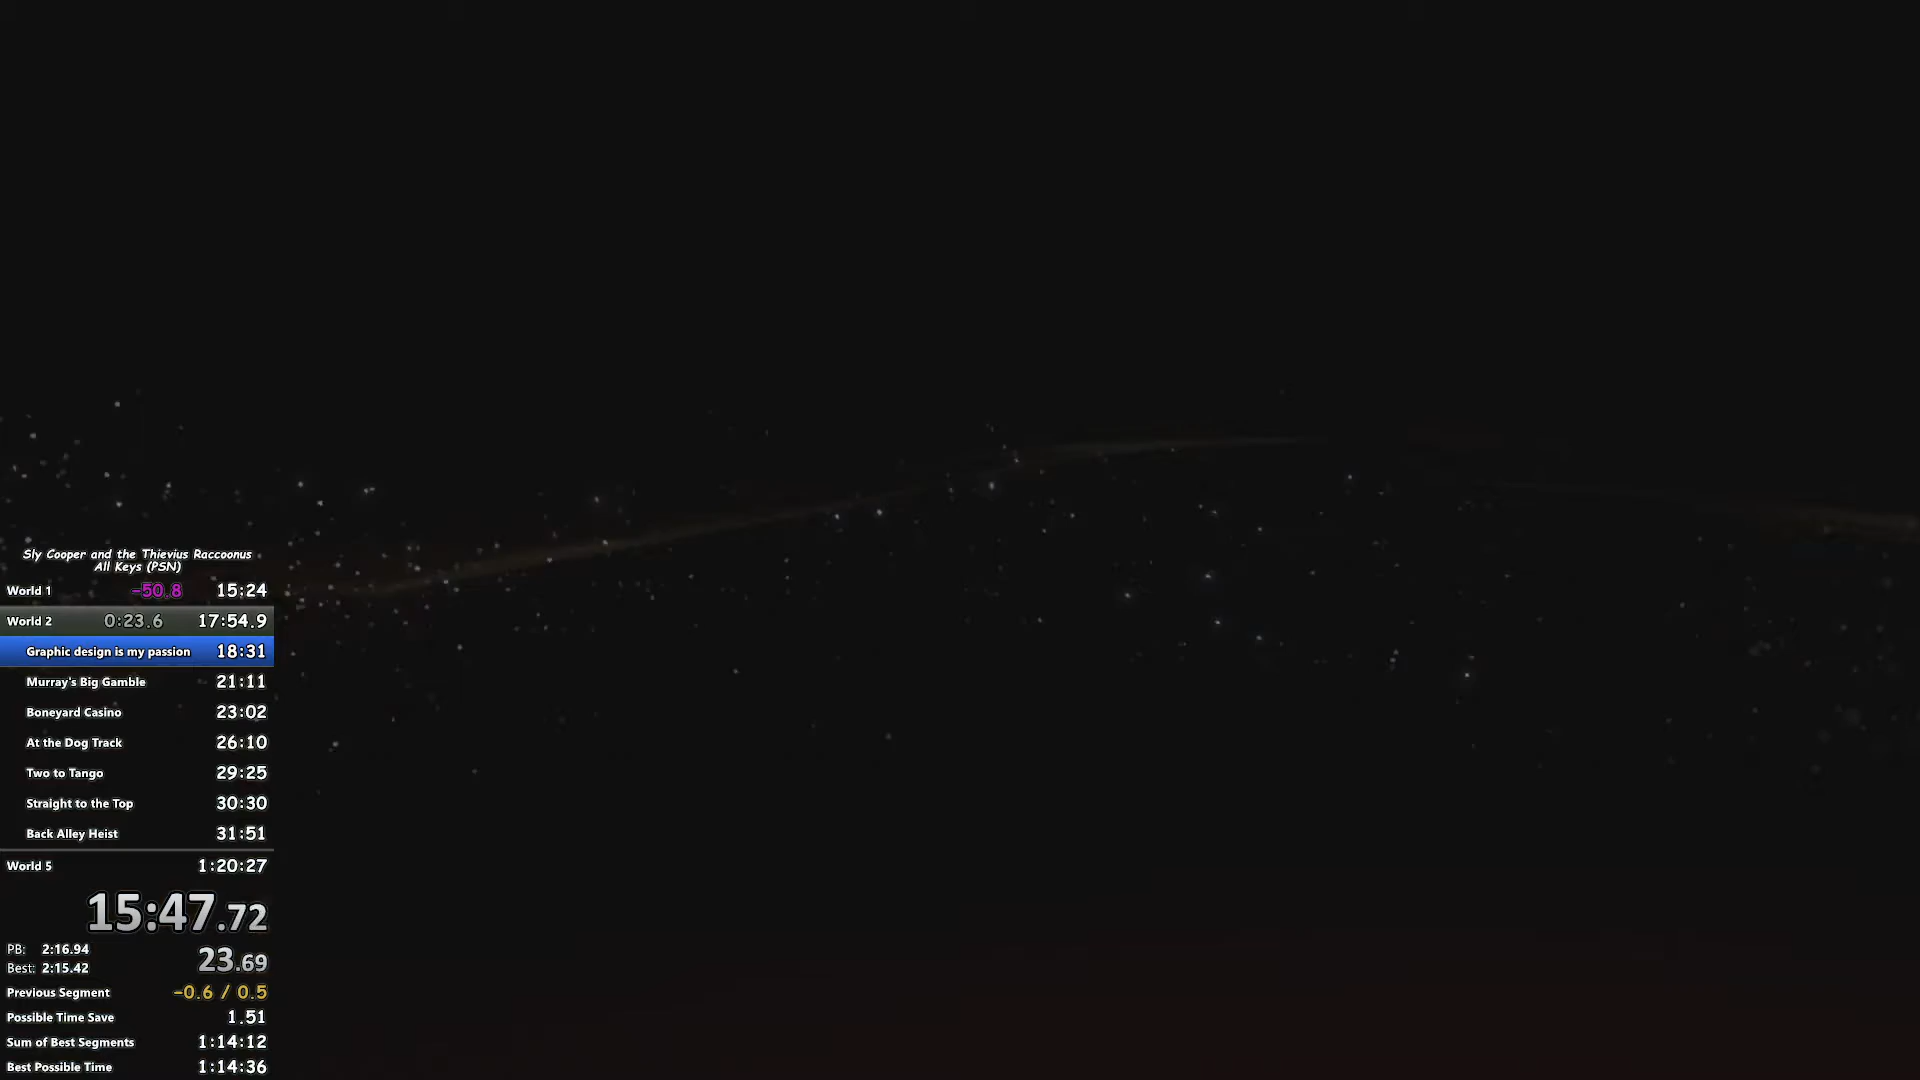 Sly Cooper and the Thievius Raccoonus
All Keys (PSN)
World 1 -50.8 15:24
World 2 0:23.6 17:54.9
Graphic design is my passion 18:31
Murray's Big Gamble 21:11
Boneyard Casino 23:02
At the Dog Track 26:10
Two to Tango 29:25
Straight to the Top 30:30
Back Alley Heist 31:51
World 5 1:20:27
15:47.72
PB: 2:16.94
23.69
Best: 2:15.42
Previous Segment -0.6 / 0.5
Possible Time Save 1.51
Sum of Best Segments 1:14:12
Best Possible Time 1:14:36